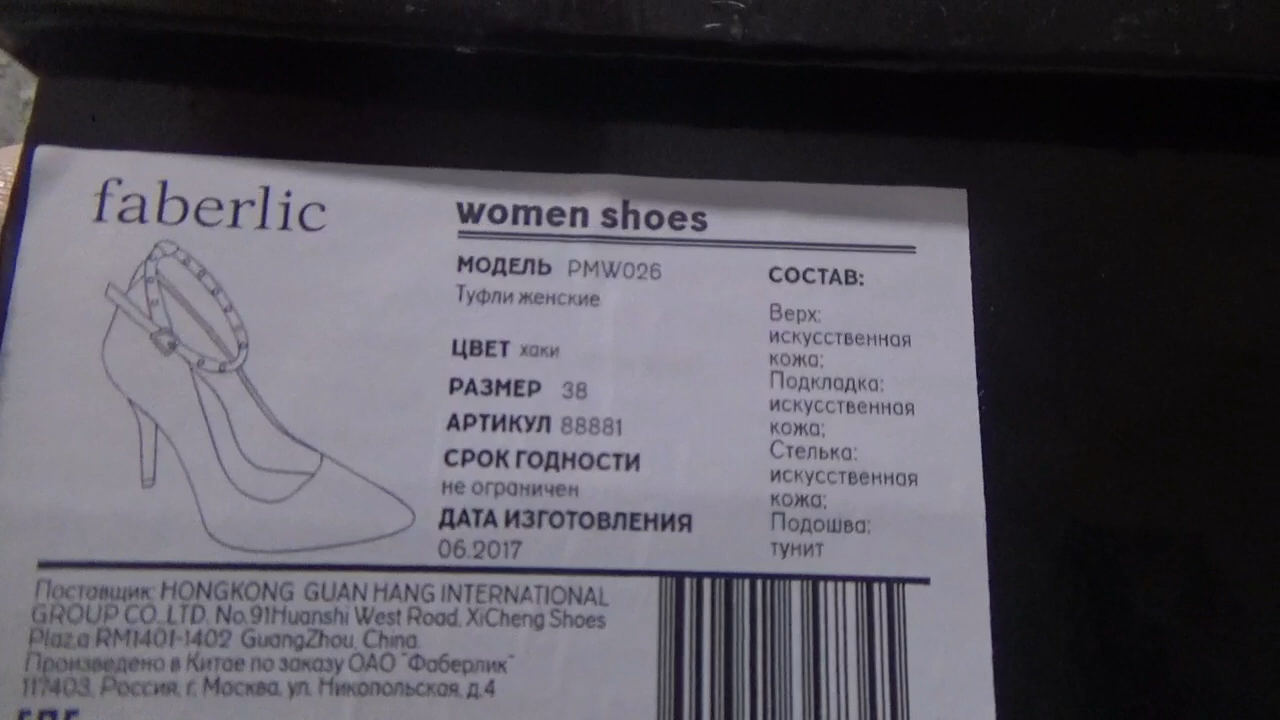 faberlic
women shoes
МОДЕЛЬ PMW026
Туфли женские
ЦВЕТ хаки
РАЗМЕР 38
АРТИКУЛ 88881
СРОК ГОДНОСТИ
не ограничен
ДАТА ИЗГОТОВЛЕНИЯ
06.2017
СОСТАВ:
Верх:
искусственная
кожа;
Подкладка:
искусственная
кожа;
Стелька:
искусственная
кожа;
Подошва:
тунит
Поставщик: HONGKONG GUAN HANG INTERNATIONAL
GROUP CO.,LTD. No.91Huanshi West Road, XiCheng Shoes
Plaz,a RM1401-1402 GuangZhou, China.
Произведено в Китае по заказу ОАО "Фаберлик"
117403, Россия, г. Москва, ул. Никопольская, д.4